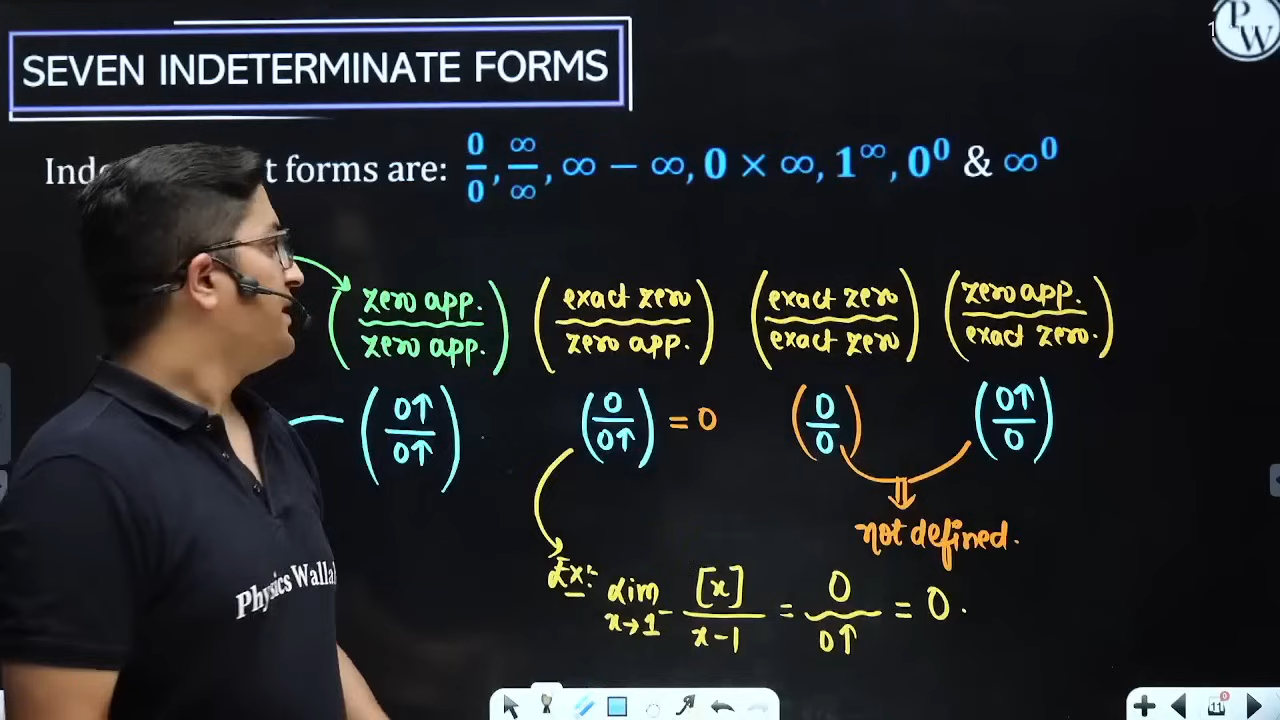 SEVEN INDETERMINATE FORMS
PW
t forms are: 0/0, ∞/∞, ∞ − ∞, 0 × ∞, 1^∞, 0^0 & ∞^0
(zero app./zero app.) (exact zero/zero app.) (exact zero/exact zero) (zero app./exact zero.)
(0↑/0↑) (0/0↑) = 0 (0/0) (0↑/0)
not defined.
Ex:- lim x→1⁻ [x]/x-1 = 0/0↑ = 0.
Physics Walla
11